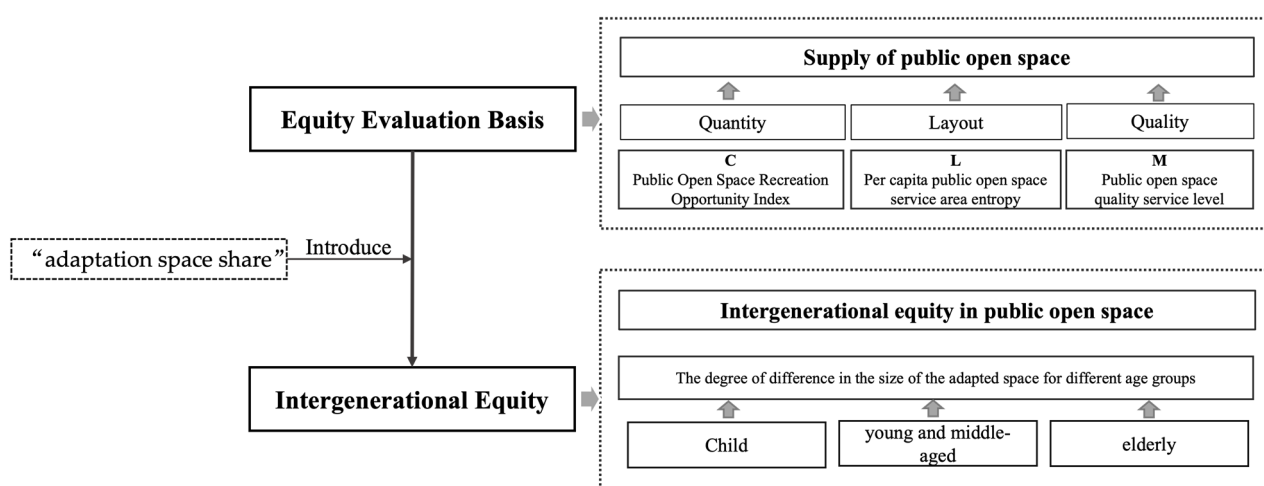 Supply of public open space
Equity Evaluation Basis
Quantity
Layout
Quality
C
Public Open Space Recreation
Opportunity Index
L
Per capita public open space
service area entropy
M
Public open space
quality service level
“adaptation space share”
Introduce
Intergenerational equity in public open space
Intergenerational Equity
The degree of difference in the size of the adapted space for different age groups
Child
young and middle-
aged
elderly